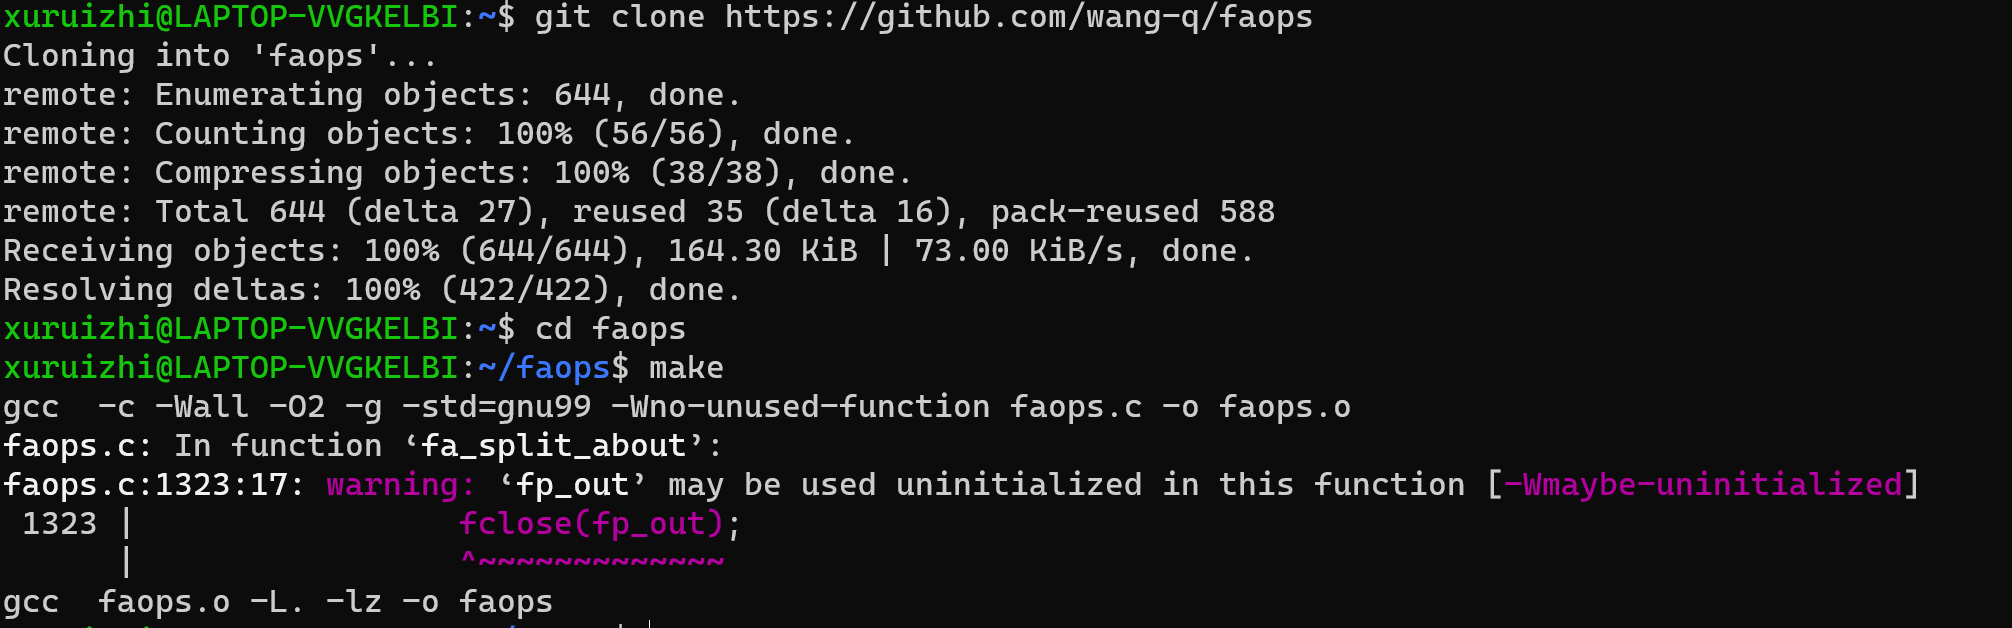 xuruizhi@LAPTOP-VVGKELBI:~$ git clone https://github.com/wang-q/faops
Cloning into 'faops'...
remote: Enumerating objects: 644, done.
remote: Counting objects: 100% (56/56), done.
remote: Compressing objects: 100% (38/38), done.
remote: Total 644 (delta 27), reused 35 (delta 16), pack-reused 588
Receiving objects: 100% (644/644), 164.30 KiB | 73.00 KiB/s, done.
Resolving deltas: 100% (422/422), done.
xuruizhi@LAPTOP-VVGKELBI:~$ cd faops
xuruizhi@LAPTOP-VVGKELBI:~/faops$ make
gcc  -c -Wall -O2 -g -std=gnu99 -Wno-unused-function faops.c -o faops.o
faops.c: In function ‘fa_split_about’:
faops.c:1323:17: warning: ‘fp_out’ may be used uninitialized in this function [-Wmaybe-uninitialized]
 1323 |                 fclose(fp_out);
      |                 ^~~~~~~~~~~~~~
gcc  faops.o -L. -lz -o faops